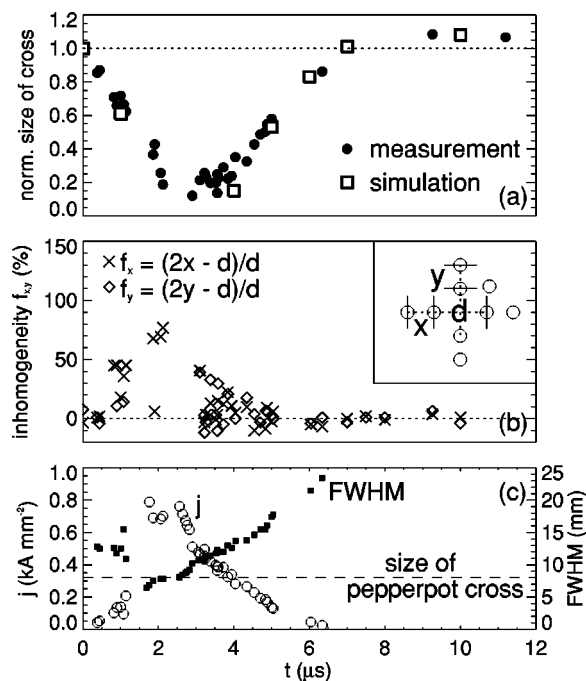 1.2
1.0
0.8
0.6
0.4
0.2
0.0
norm. size of cross
measurement
simulation
(a)
150
100
50
0
inhomogeneity fx,y (%)
fx = (2x - d)/d
fy = (2y - d)/d
y
d
x
(b)
1.0
0.8
0.6
0.4
0.2
0.0
j (kA mm-2)
j
FWHM
(c)
size of
pepperpot cross
25
20
15
10
5
0
FWHM (mm)
0 2 4 6 8 10 12
t (μs)